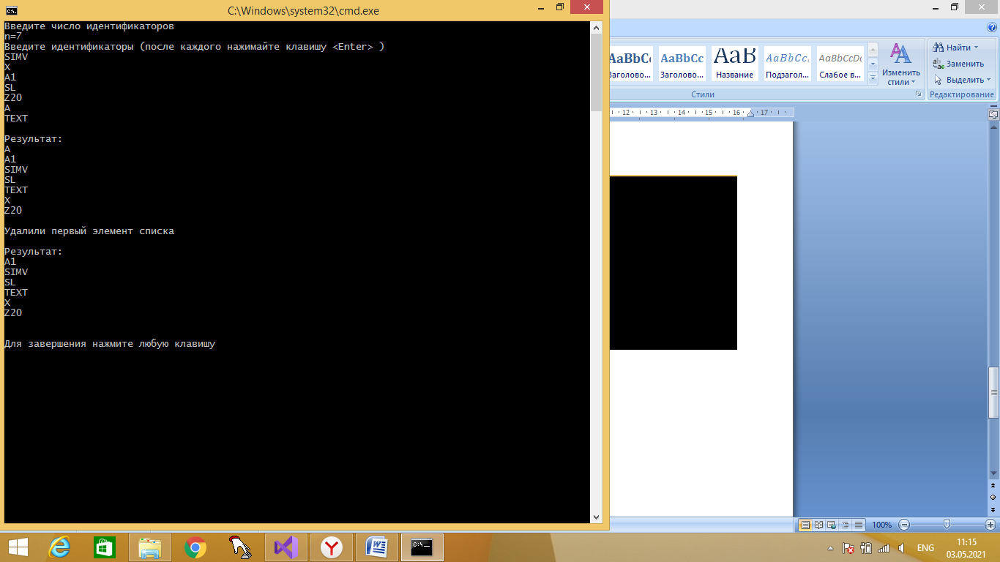 C:\Windows\system32\cmd.exe
Введите число идентификаторов
n=7
Введите идентификаторы (после каждого нажимайте клавишу <Enter> )
SIMV
X
A1
SL
Z20
A
TEXT
Результат:
A
A1
SIMV
SL
TEXT
X
Z20
Удалили первый элемент списка
Результат:
A1
SIMV
SL
TEXT
X
Z20
Для завершения нажмите любую клавишу
AaBbCc AaBbCc AaB AaBbCc. AaBbCcDc
Заголово... Заголово... Название Подзагол... Слабое в...
Изменить
стили
Стили
Найти
Заменить
Выделить
Редактирование
12 13 14 15 16 17
100%
ENG
11:15
03.05.2021